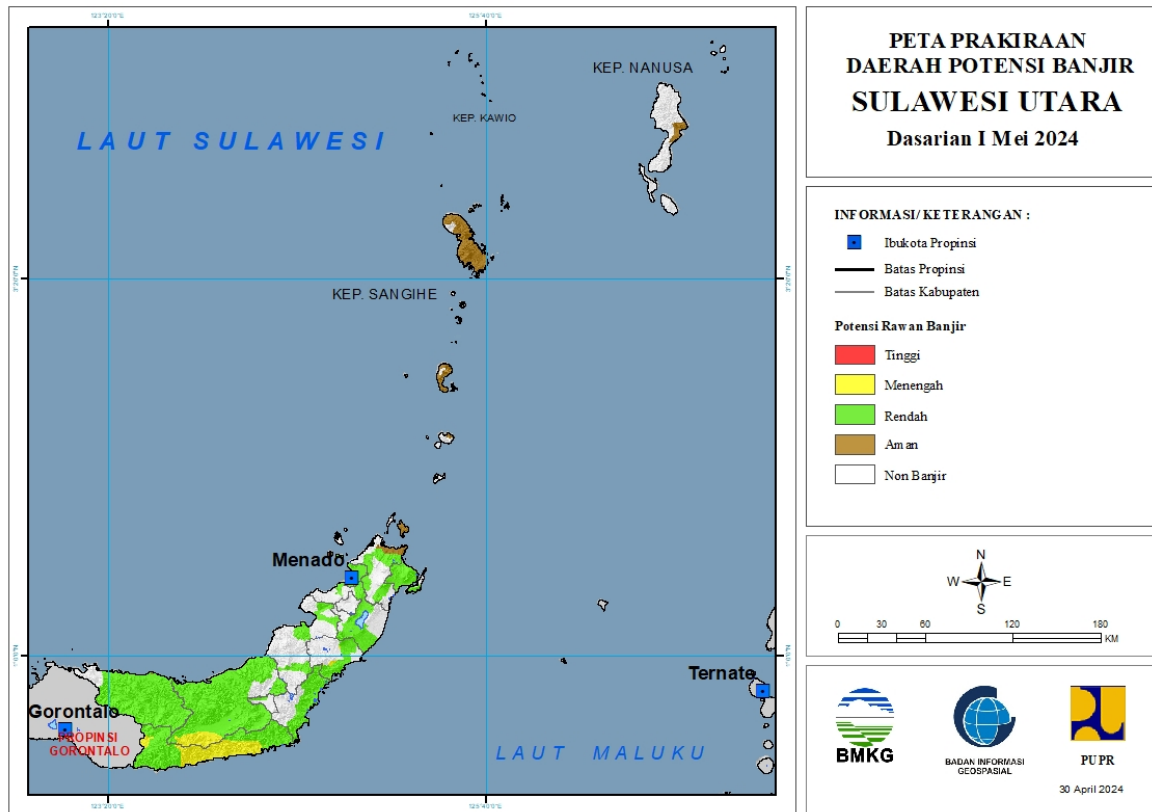 PETA PRAKIRAAN
DAERAH POTENSI BANJIR
SULAWESI UTARA
Dasarian I Mei 2024
INFORMASI/ KETERANGAN :
Ibukota Propinsi
Batas Propinsi
Batas Kabupaten
Potensi Rawan Banjir
Tinggi
Menengah
Rendah
Aman
Non Banjir
N
W E
S
0 30 60 120 180
KM
BMKG
BADAN INFORMASI
GEOSPASIAL
PUPR
30 April 2024
KEP. NANUSA
KEP. KAWIO
LAUT SULAWESI
KEP. SANGIHE
Menado
Ternate
Gorontalo
PROPINSI
GORONTALO
LAUT MALUKU